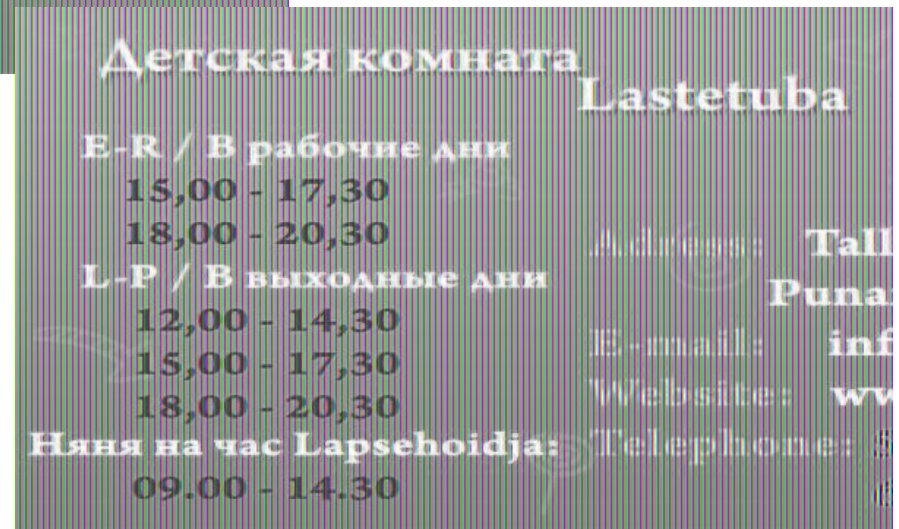 Детская комната
Lastetuba
E-R / В рабочие дни
15,00 - 17,30
18,00 - 20,30
L-P / В выходные дни
12,00 - 14,30
15,00 - 17,30
18,00 - 20,30
Няня на час Lapsehoidja:
09.00 - 14.30
Adress:
E-mail:
Website:
Telephone: